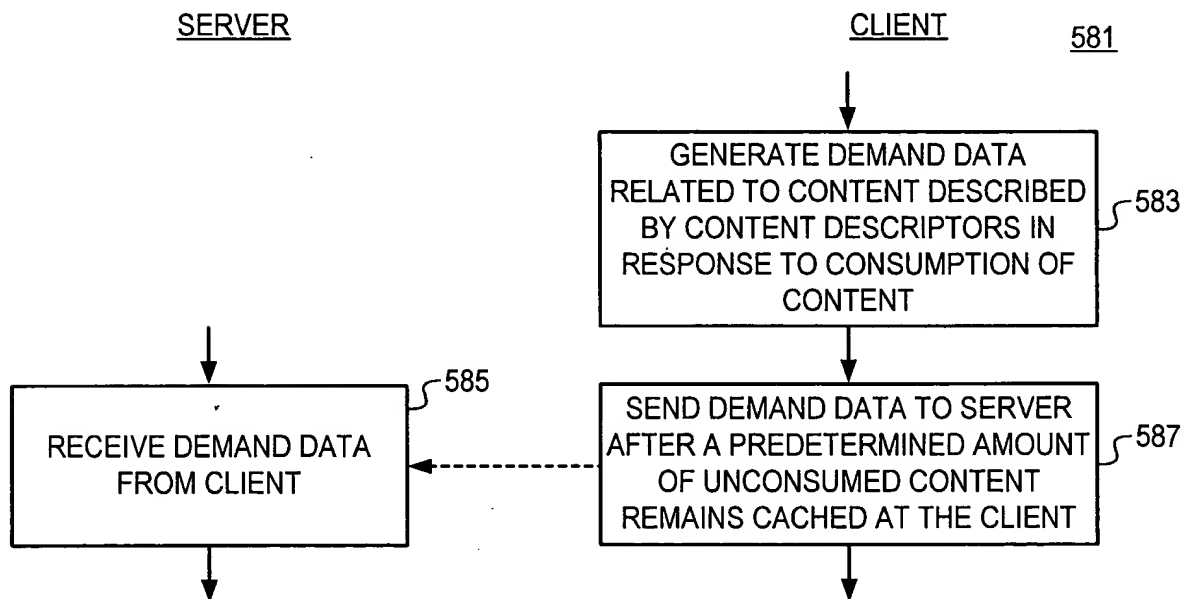 SERVER
CLIENT
581
GENERATE DEMAND DATA
RELATED TO CONTENT DESCRIBED
BY CONTENT DESCRIPTORS IN
RESPONSE TO CONSUMPTION OF
CONTENT
583
585
RECEIVE DEMAND DATA
FROM CLIENT
SEND DEMAND DATA TO SERVER
AFTER A PREDETERMINED AMOUNT
OF UNCONSUMED CONTENT
REMAINS CACHED AT THE CLIENT
587